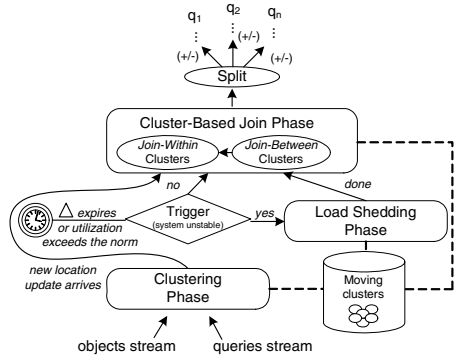 q1 q2 qn
... ... ...
(+/-) (+/-) (+/-)
Split
Cluster-Based Join Phase
Join-Within
Clusters
Join-Between
Clusters
no
done
△ expires
or utilization
exceeds the norm
Trigger
(system unstable)
yes
Load Shedding
Phase
new location
update arrives
Clustering
Phase
Moving
clusters
objects stream
queries stream